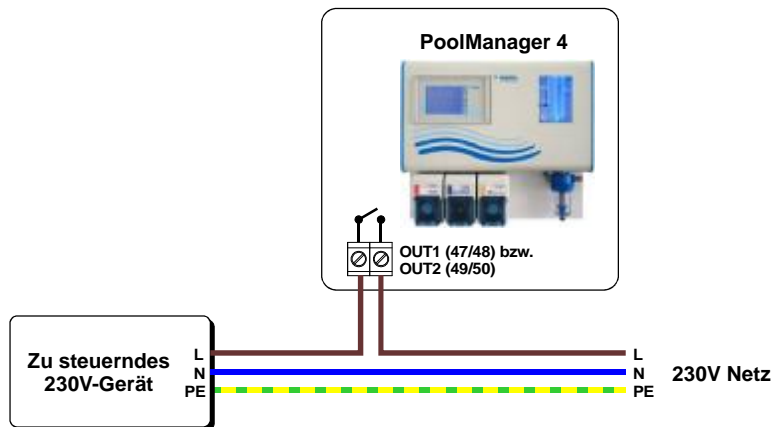 PoolManager 4
OUT1 (47/48) bzw.
OUT2 (49/50)
Zu steuerndes
230V-Gerät
L
N
PE
L
N
PE
230V Netz